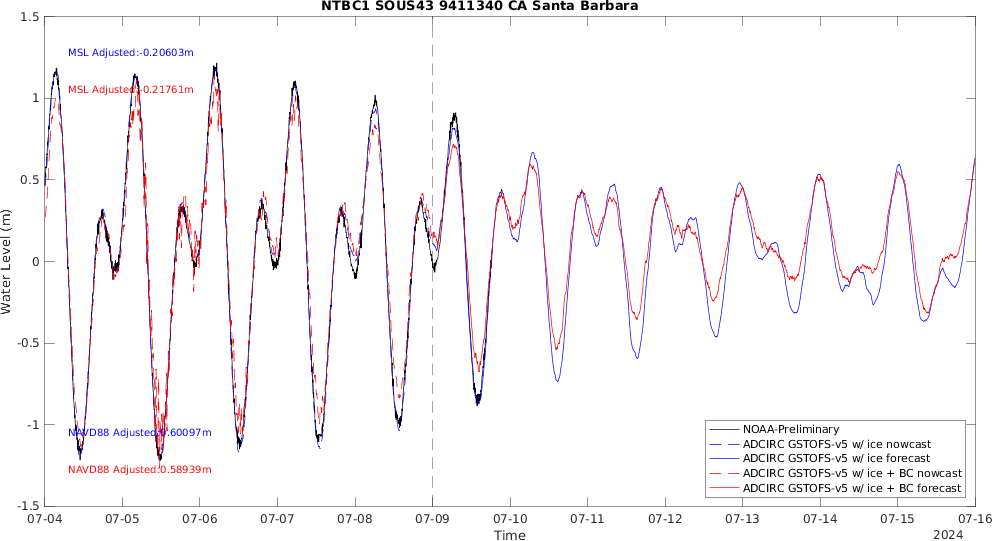 NTBC1 SOUS43 9411340 CA Santa Barbara
1.5
1
0.5
0
-0.5
-1
-1.5
Water Level (m)
MSL Adjusted:-0.20603m
MSL Adjusted:-0.21761m
NAVD88 Adjusted:0.60097m
NAVD88 Adjusted:0.58939m
NOAA-Preliminary
ADCIRC GSTOFS-v5 w/ ice nowcast
ADCIRC GSTOFS-v5 w/ ice forecast
ADCIRC GSTOFS-v5 w/ ice + BC nowcast
ADCIRC GSTOFS-v5 w/ ice + BC forecast
07-04 07-05 07-06 07-07 07-08 07-09 07-10 07-11 07-12 07-13 07-14 07-15 07-16
Time
2024